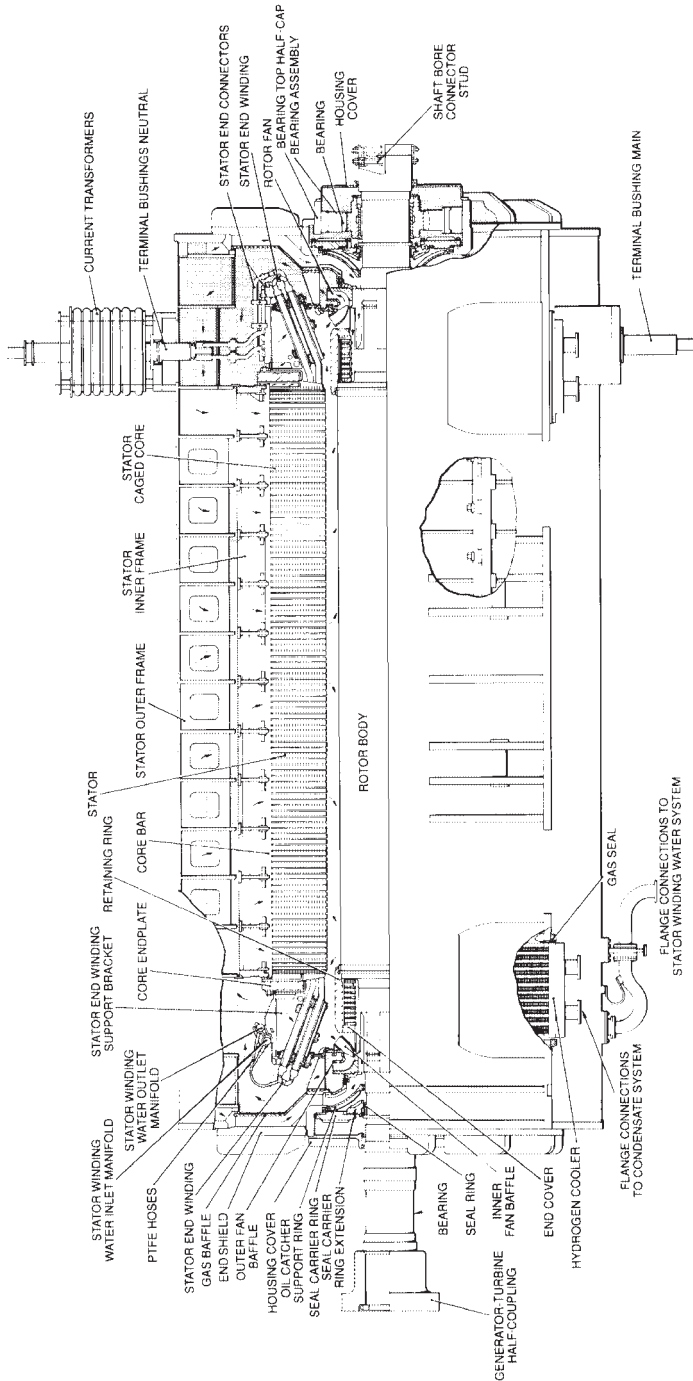 CURRENT TRANSFORMERS
TERMINAL BUSHINGS NEUTRAL
STATOR END CONNECTORS
STATOR END WINDING
ROTOR FAN
BEARING TOP HALF-CAP
BEARING ASSEMBLY
BEARING
HOUSING
COVER
SHAFT BORE
CONNECTOR
STUD
TERMINAL BUSHING MAIN
STATOR
CAGED CORE
STATOR
INNER FRAME
STATOR OUTER FRAME
STATOR
CORE BAR
RETAINING RING
CORE ENDPLATE
STATOR END WINDING
SUPPORT BRACKET
STATOR WINDING
WATER OUTLET
MANIFOLD
STATOR WINDING
WATER INLET MANIFOLD
PTFE HOSES
STATOR END WINDING
GAS BAFFLE
END SHIELD
OUTER FAN
BAFFLE
HOUSING COVER
OIL CATCHER
SUPPORT RING
SEAL CARRIER RING
SEAL CARRIER
RING EXTENSION
ROTOR BODY
BEARING
SEAL RING
INNER
FAN BAFFLE
END COVER
HYDROGEN COOLER
GENERATOR-TURBINE
HALF-COUPLING
FLANGE CONNECTIONS
TO CONDENSATE SYSTEM
GAS SEAL
FLANGE CONNECTIONS TO
STATOR WINDING WATER SYSTEM